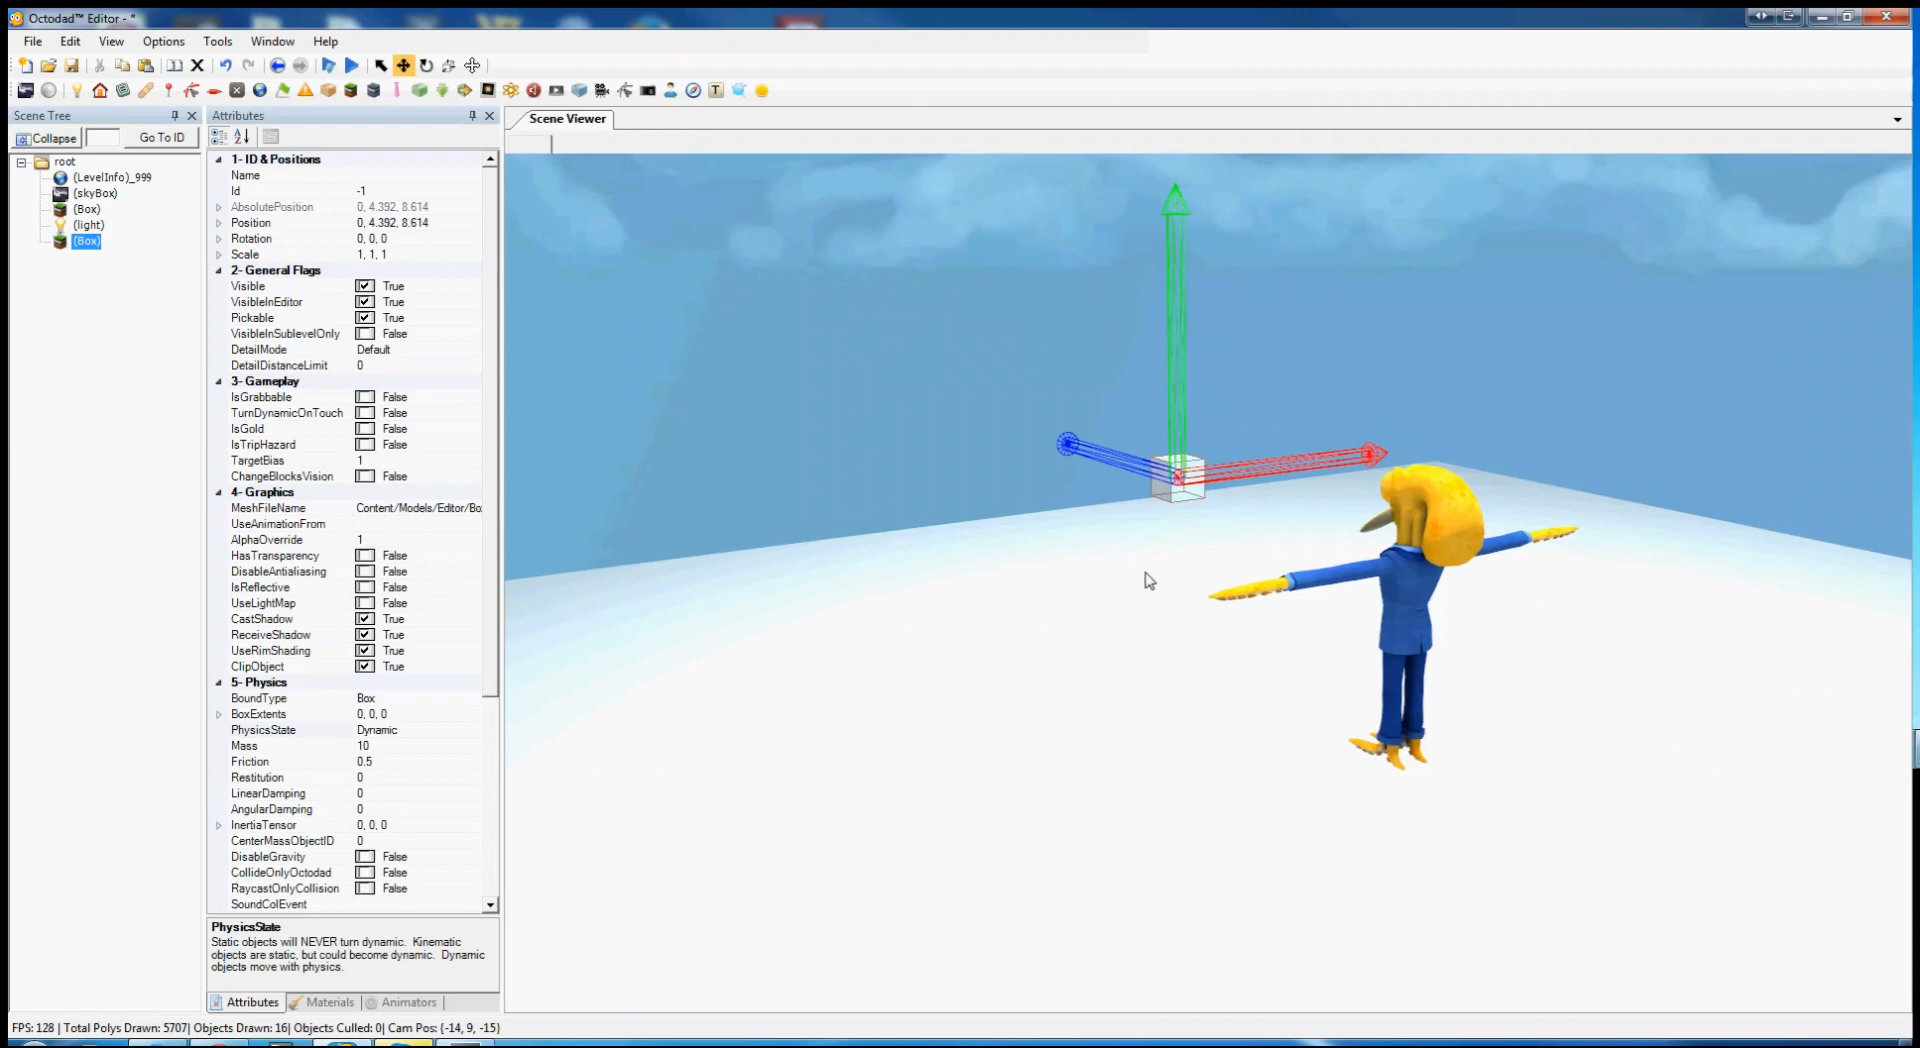 Octodad™ Editor - *
File Edit View Options Tools Window Help
Scene Tree
Attributes
Scene Viewer
Collapse
Go To ID
root
(LevelInfo)_999
(skyBox)
(Box)
(light)
(Box)
1- ID & Positions
Name
Id -1
AbsolutePosition 0, 4.392, 8.614
Position 0, 4.392, 8.614
Rotation 0, 0, 0
Scale 1, 1, 1
2- General Flags
Visible True
VisibleInEditor True
Pickable True
VisibleInSublevelOnly False
DetailMode Default
DetailDistanceLimit 0
3- Gameplay
IsGrabbable False
TurnDynamicOnTouch False
IsGold False
IsTripHazard False
TargetBias 1
ChangeBlocksVision False
4- Graphics
MeshFileName Content/Models/Editor/Bo
UseAnimationFrom
AlphaOverride 1
HasTransparency False
DisableAntialiasing False
IsReflective False
UseLightMap False
CastShadow True
ReceiveShadow True
UseRimShading True
ClipObject True
5- Physics
BoundType Box
BoxExtents 0, 0, 0
PhysicsState Dynamic
Mass 10
Friction 0.5
Restitution 0
LinearDamping 0
AngularDamping 0
InertiaTensor 0, 0, 0
CenterMassObjectID 0
DisableGravity False
CollideOnlyOctodad False
RaycastOnlyCollision False
SoundColEvent
PhysicsState
Static objects will NEVER turn dynamic. Kinematic
objects are static, but could become dynamic. Dynamic
objects move with physics.
Attributes Materials Animators
FPS: 128 | Total Polys Drawn: 5707| Objects Drawn: 16| Objects Culled: 0| Cam Pos: {-14, 9, -15}